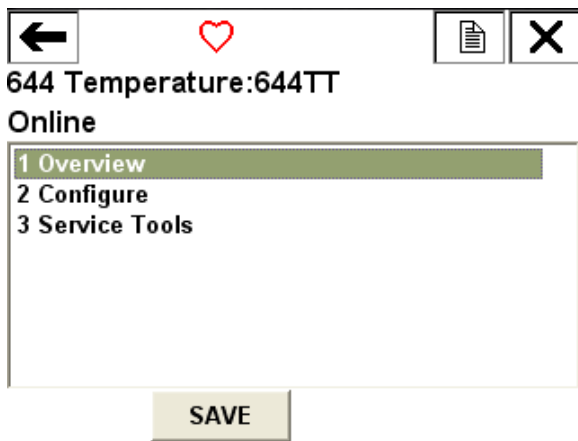 644 Temperature:644TT
Online
1 Overview
2 Configure
3 Service Tools
SAVE